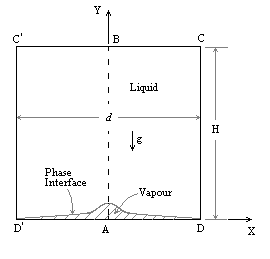 Y
C' B C
Liquid
d
H
g
Phase
Interface
Vapour
D' A D
X